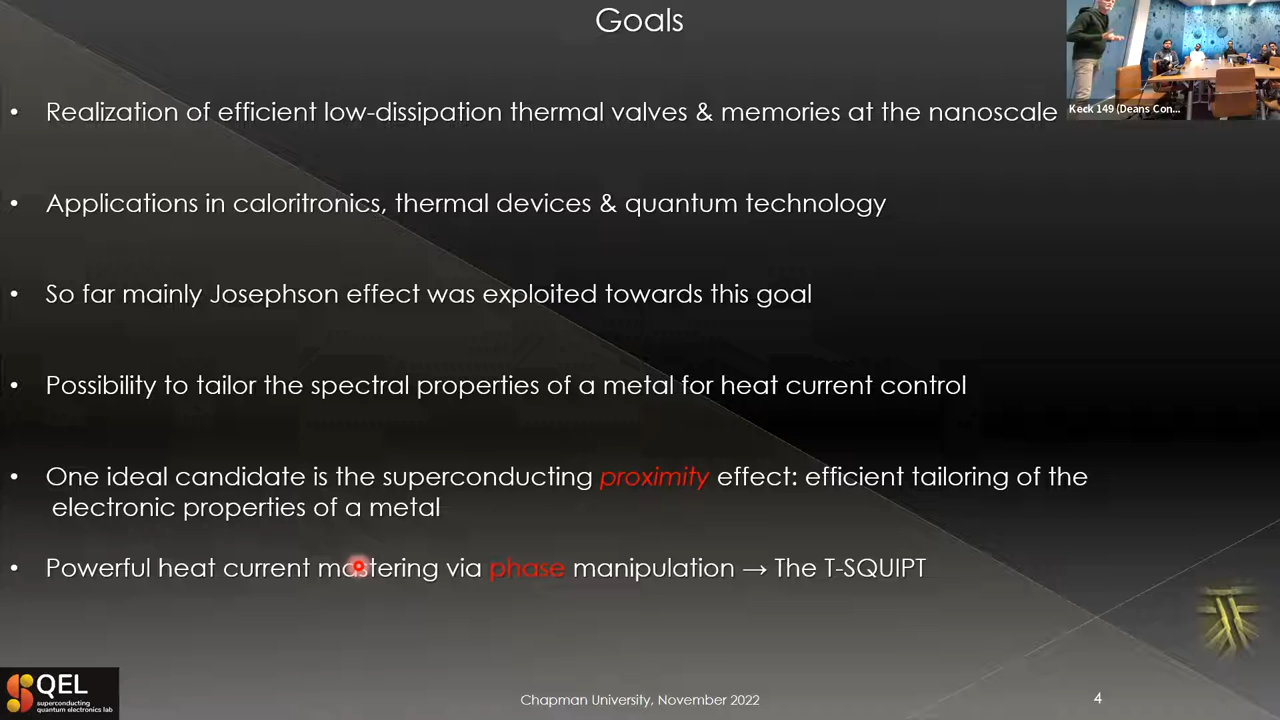 Goals
Keck 149 (Deans Con...
• Realization of efficient low-dissipation thermal valves & memories at the nanoscale
• Applications in caloritronics, thermal devices & quantum technology
• So far mainly Josephson effect was exploited towards this goal
• Possibility to tailor the spectral properties of a metal for heat current control
• One ideal candidate is the superconducting proximity effect: efficient tailoring of the
electronic properties of a metal
• Powerful heat current mastering via phase manipulation → The T-SQUIPT
SQEL
superconducting
quantum electronics lab
Chapman University, November 2022
4